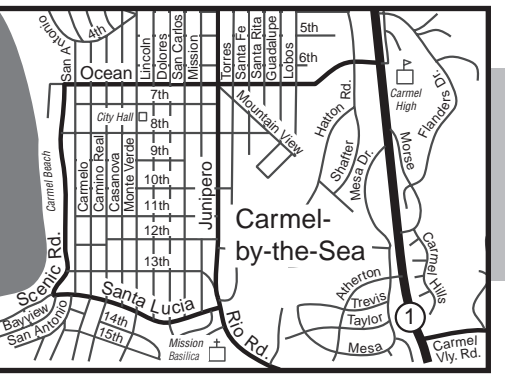 San Antonio
4th
Lincoln
Dolores
San Carlos
Mission
Torres
Santa Fe
Santa Rita
Guadalupe
Lobos
5th
6th
Ocean
7th
City Hall
8th
Mountain View
Hatton Rd.
Carmel
High
Flanders Dr.
Carmel Beach
Carmelo
Camino Real
Casanova
Monte Verde
9th
10th
11th
12th
13th
Junipero
Shafter
Mesa Dr.
Morse
Carmel-
by-the-Sea
Scenic Rd.
Santa Lucia
Bayview
San Antonio
14th
15th
Mission
Basilica
Rio Rd.
Atherton
Trevis
Taylor
Mesa
Carmel Hills
1
Carmel
Vly. Rd.